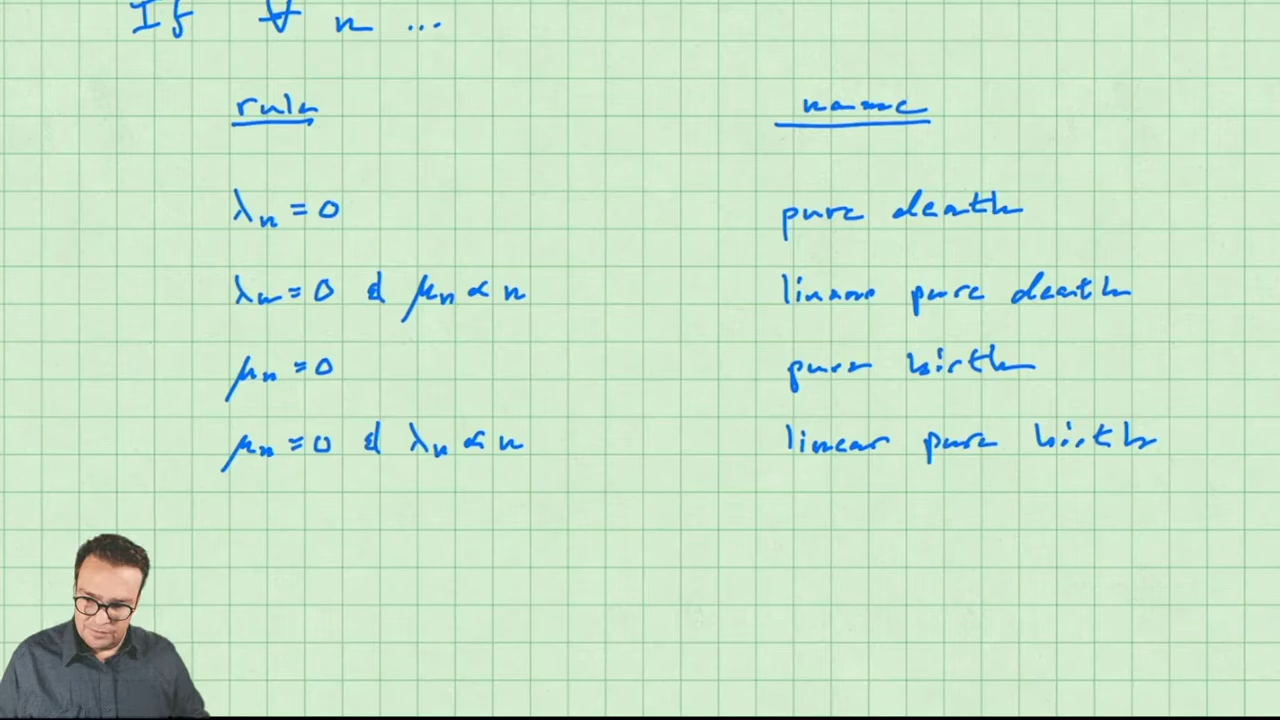 If ∀ n ...
rule name
λₙ = 0 pure death
λₙ = 0 & μₙ ∝ n linear pure death
μₙ = 0 pure birth
μₙ = 0 & λₙ ∝ n linear pure birth